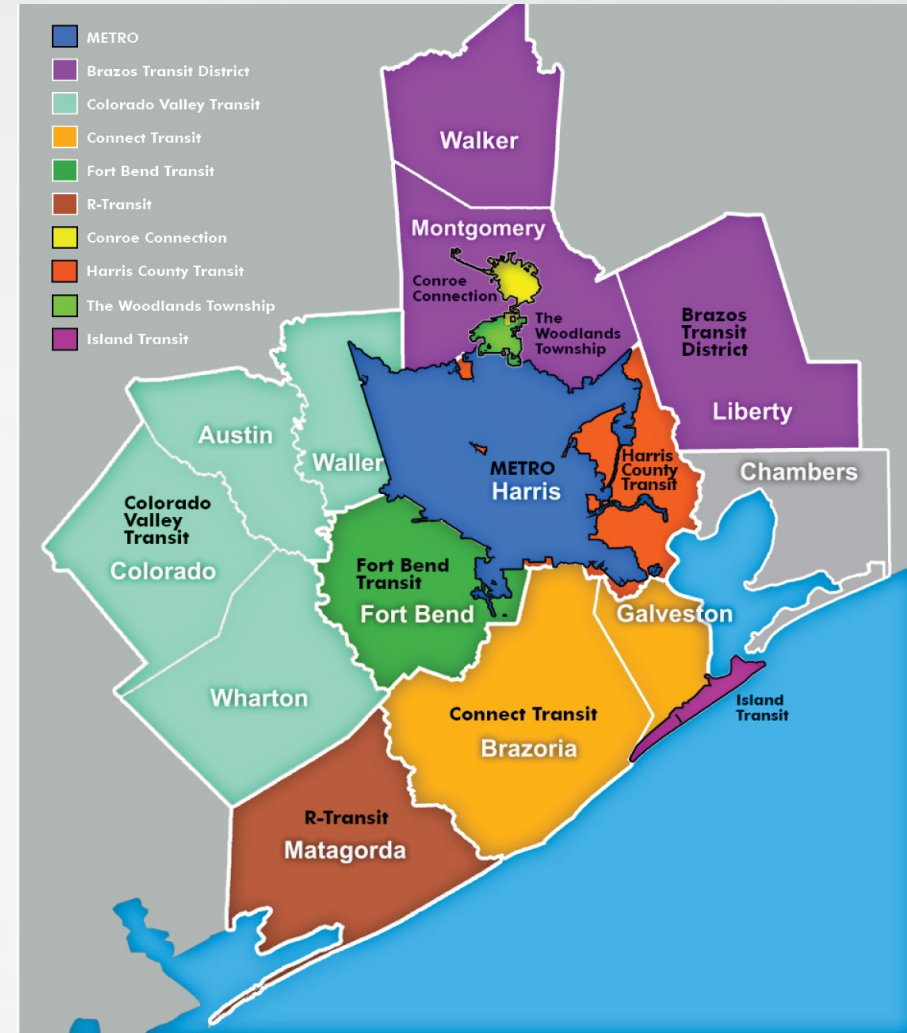 METRO
Brazos Transit District
Colorado Valley Transit
Connect Transit
Fort Bend Transit
R-Transit
Conroe Connection
Harris County Transit
The Woodlands Township
Island Transit
Walker
Montgomery
Conroe
Connection
The
Woodlands
Township
Brazos
Transit
District
Liberty
Austin
Waller
METRO
Harris
Harris
County
Transit
Chambers
Colorado
Valley
Transit
Colorado
Fort Bend
Transit
Fort Bend
Galveston
Wharton
Connect Transit
Brazoria
Island
Transit
R-Transit
Matagorda